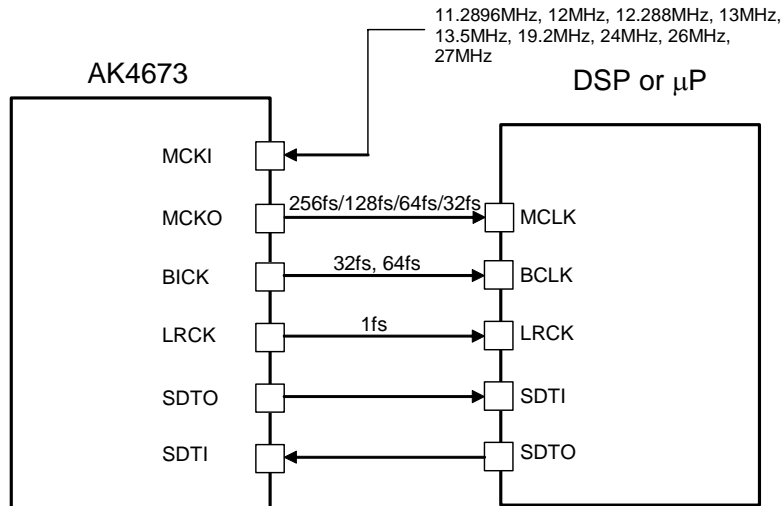 11.2896MHz, 12MHz, 12.288MHz, 13MHz,
13.5MHz, 19.2MHz, 24MHz, 26MHz,
27MHz
AK4673
DSP or μP
MCKI
MCKO
256fs/128fs/64fs/32fs
MCLK
BICK
32fs, 64fs
BCLK
LRCK
1fs
LRCK
SDTO
SDTI
SDTI
SDTO